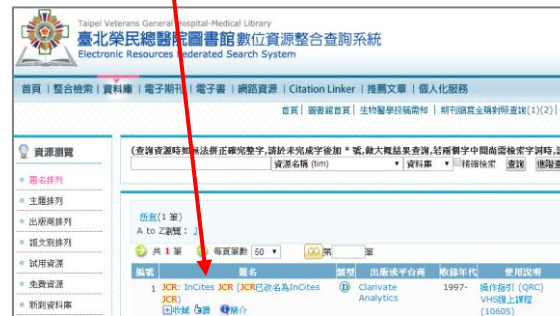 Taipei Veterans General Hospital-Medical Library
臺北榮民總醫院圖書館數位資源整合查詢系統
Electronic Resources Federated Search System
首頁 | 整合檢索 | 資料庫 | 電子期刊 | 電子書 | 網路資源 | Citation Linker | 推薦文章 | 個人化服務
首頁 | 圖書館首頁 | 生物醫學投稿需知 | 期刊縮寫全稱對照查詢(1)(2) |
資源瀏覽
(查詢資源時如無法拼正確完整字,請於未完成字後加 * 號,做大概結果查詢,若兩個字中間尚需檢索字詞時,
資源名稱 (tim) 資料庫 精確檢索 查詢 進階查
題名排列
主題排列
出版商排列
語文別排列
試用資源
免費資源
新到資料庫
所有(1 筆)
A to Z瀏覽: J
共 1 筆 每頁筆數 50 GO 第 筆
編號 題名 類型 出版或平台商 收錄年代 使用說明
1 JCR: InCites JCR (JCR已改名為InCites JCR) Clarivate Analytics 1997- 操作指引 (QRC) VHS線上課程 (10605)
收藏 簡介